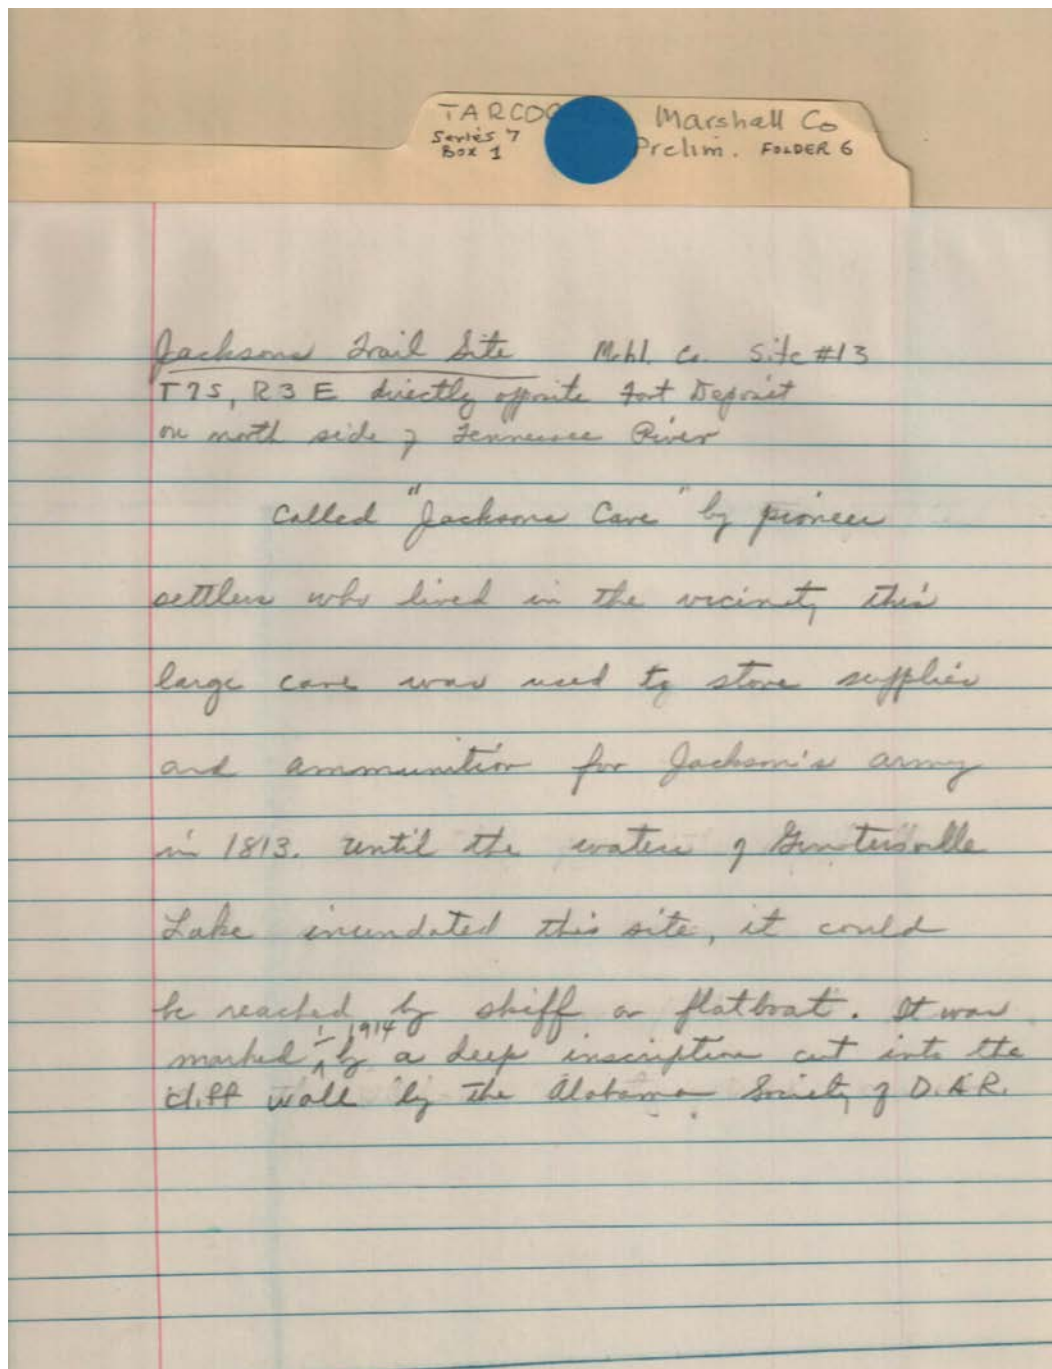 TARCOG
Series 7
Box 1
Marshall Co
Prelim. FOLDER 6
Jacksons Trail Site Mrhl. Co. Site #13
T7S, R3E directly opposite Fort Deposit
on north side of Tennessee River
Called "Jacksons Cave" by pioneer
settlers who lived in the vicinity this
large cave was used to store supplies
and ammunition for Jackson's army
in 1813. Until the waters of Guntersville
Lake inundated this site, it could
be reached by skiff or flatboat. It was
marked in 1914 by a deep inscription cut into the
cliff wall by the Alabama Society of D.A.R.